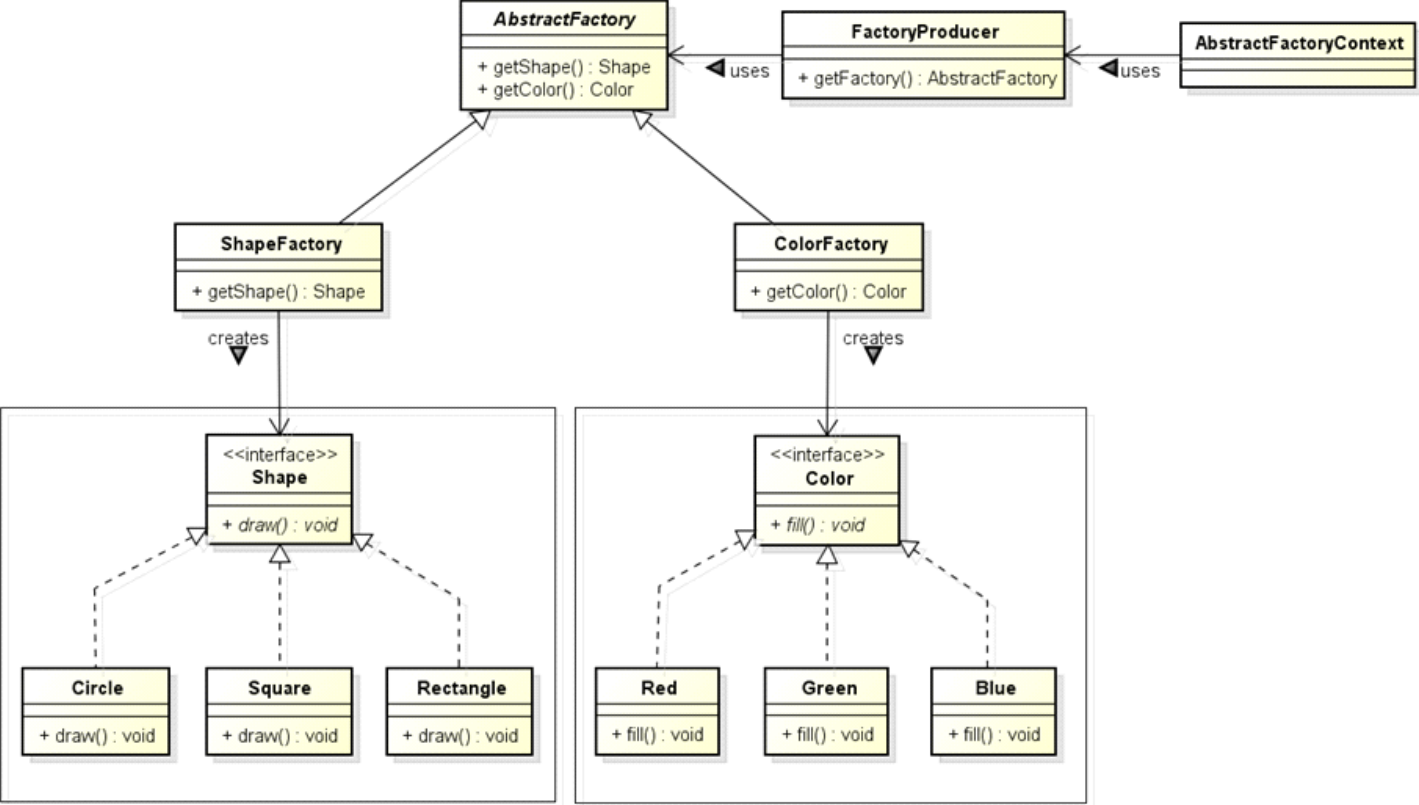 AbstractFactory
+ getShape() : Shape
+ getColor() : Color
uses
FactoryProducer
+ getFactory() : AbstractFactory
uses
AbstractFactoryContext
ShapeFactory
+ getShape() : Shape
ColorFactory
+ getColor() : Color
creates
creates
<<interface>>
Shape
+ draw() : void
<<interface>>
Color
+ fill() : void
Circle
+ draw() : void
Square
+ draw() : void
Rectangle
+ draw() : void
Red
+ fill() : void
Green
+ fill() : void
Blue
+ fill() : void